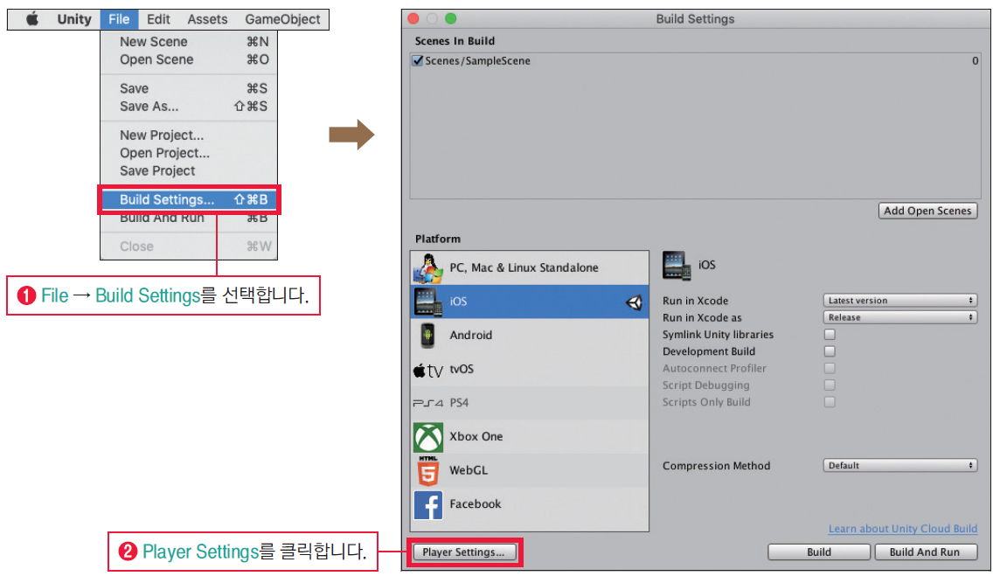 Unity File Edit Assets GameObject
New Scene ⌘N
Open Scene ⌘O
Save ⌘S
Save As... ⇧⌘S
New Project...
Open Project...
Save Project
Build Settings... ⇧⌘B
Build And Run ⌘B
Close ⌘W
❶ File → Build Settings를 선택합니다.
Build Settings
Scenes In Build
Scenes/SampleScene 0
Add Open Scenes
Platform
PC, Mac & Linux Standalone
iOS
Android
tv tvOS
PS4 PS4
Xbox One
HTML
5 WebGL
f Facebook
iOS
Run in Xcode Latest version
Run in Xcode as Release
Symlink Unity libraries
Development Build
Autoconnect Profiler
Script Debugging
Scripts Only Build
Compression Method Default
Learn about Unity Cloud Build
❷ Player Settings를 클릭합니다.
Player Settings... Build Build And Run